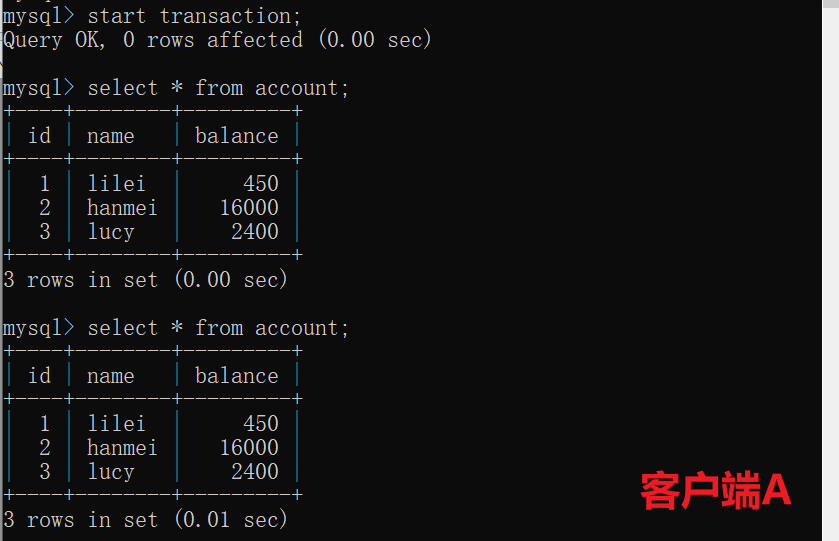 mysql> start transaction;
Query OK, 0 rows affected (0.00 sec)
mysql> select * from account;
+----+--------+---------+
| id | name   | balance |
+----+--------+---------+
|  1 | lilei  |     450 |
|  2 | hanmei |   16000 |
|  3 | lucy   |    2400 |
+----+--------+---------+
3 rows in set (0.00 sec)
mysql> select * from account;
+----+--------+---------+
| id | name   | balance |
+----+--------+---------+
|  1 | lilei  |     450 |
|  2 | hanmei |   16000 |
|  3 | lucy   |    2400 |
+----+--------+---------+
3 rows in set (0.01 sec)
客户端A